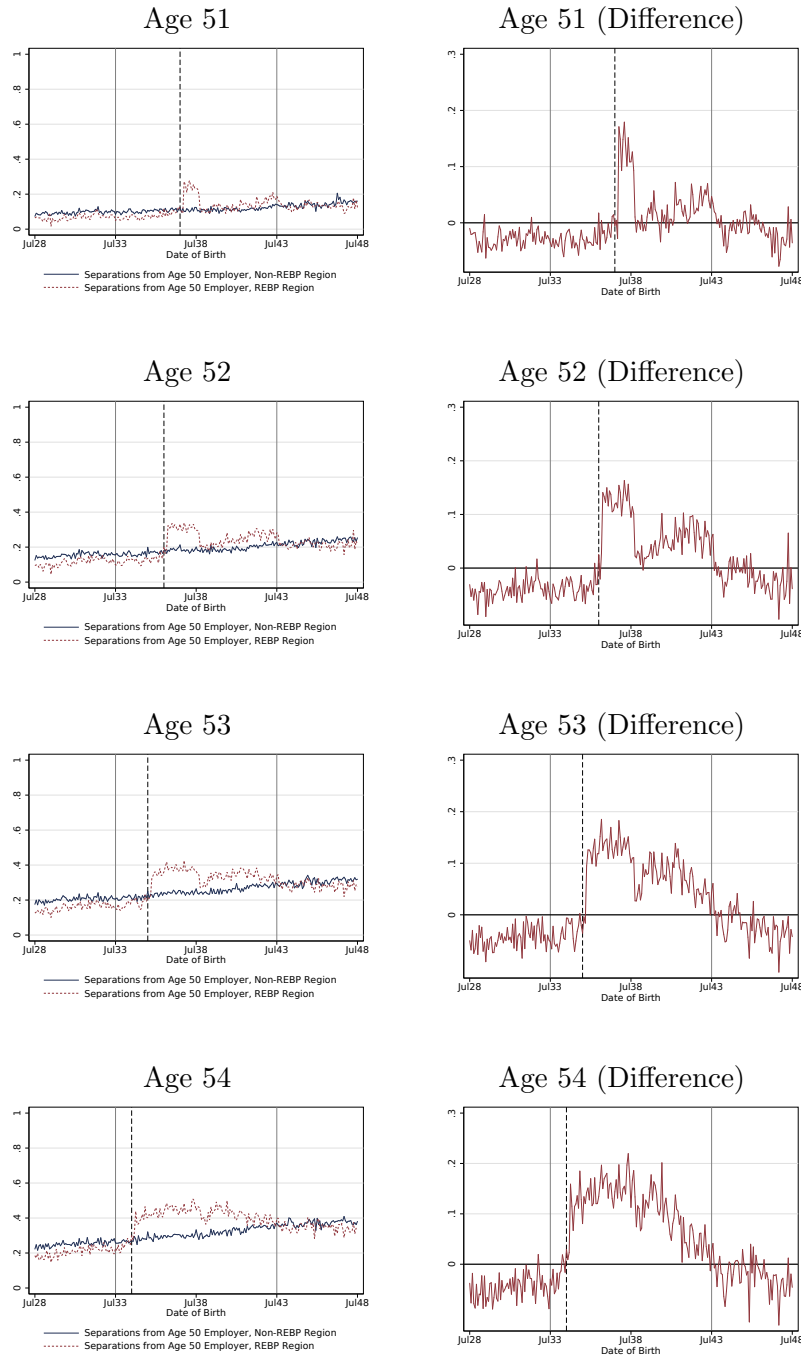 Age 51
Age 51 (Difference)
1
.8
.6
.4
.2
0
Jul28
Jul33
Jul38
Jul43
Jul48
Date of Birth
Separations from Age 50 Employer, Non-REBP Region
Separations from Age 50 Employer, REBP Region
.3
.2
.1
0
Jul28
Jul33
Jul38
Jul43
Jul48
Date of Birth
Age 52
Age 52 (Difference)
1
.8
.6
.4
.2
0
Jul28
Jul33
Jul38
Jul43
Jul48
Date of Birth
Separations from Age 50 Employer, Non-REBP Region
Separations from Age 50 Employer, REBP Region
.3
.2
.1
0
Jul28
Jul33
Jul38
Jul43
Jul48
Date of Birth
Age 53
Age 53 (Difference)
1
.8
.6
.4
.2
0
Jul28
Jul33
Jul38
Jul43
Jul48
Date of Birth
Separations from Age 50 Employer, Non-REBP Region
Separations from Age 50 Employer, REBP Region
.3
.2
.1
0
Jul28
Jul33
Jul38
Jul43
Jul48
Date of Birth
Age 54
Age 54 (Difference)
1
.8
.6
.4
.2
0
Jul28
Jul33
Jul38
Jul43
Jul48
Date of Birth
Separations from Age 50 Employer, Non-REBP Region
Separations from Age 50 Employer, REBP Region
.3
.2
.1
0
Jul28
Jul33
Jul38
Jul43
Jul48
Date of Birth